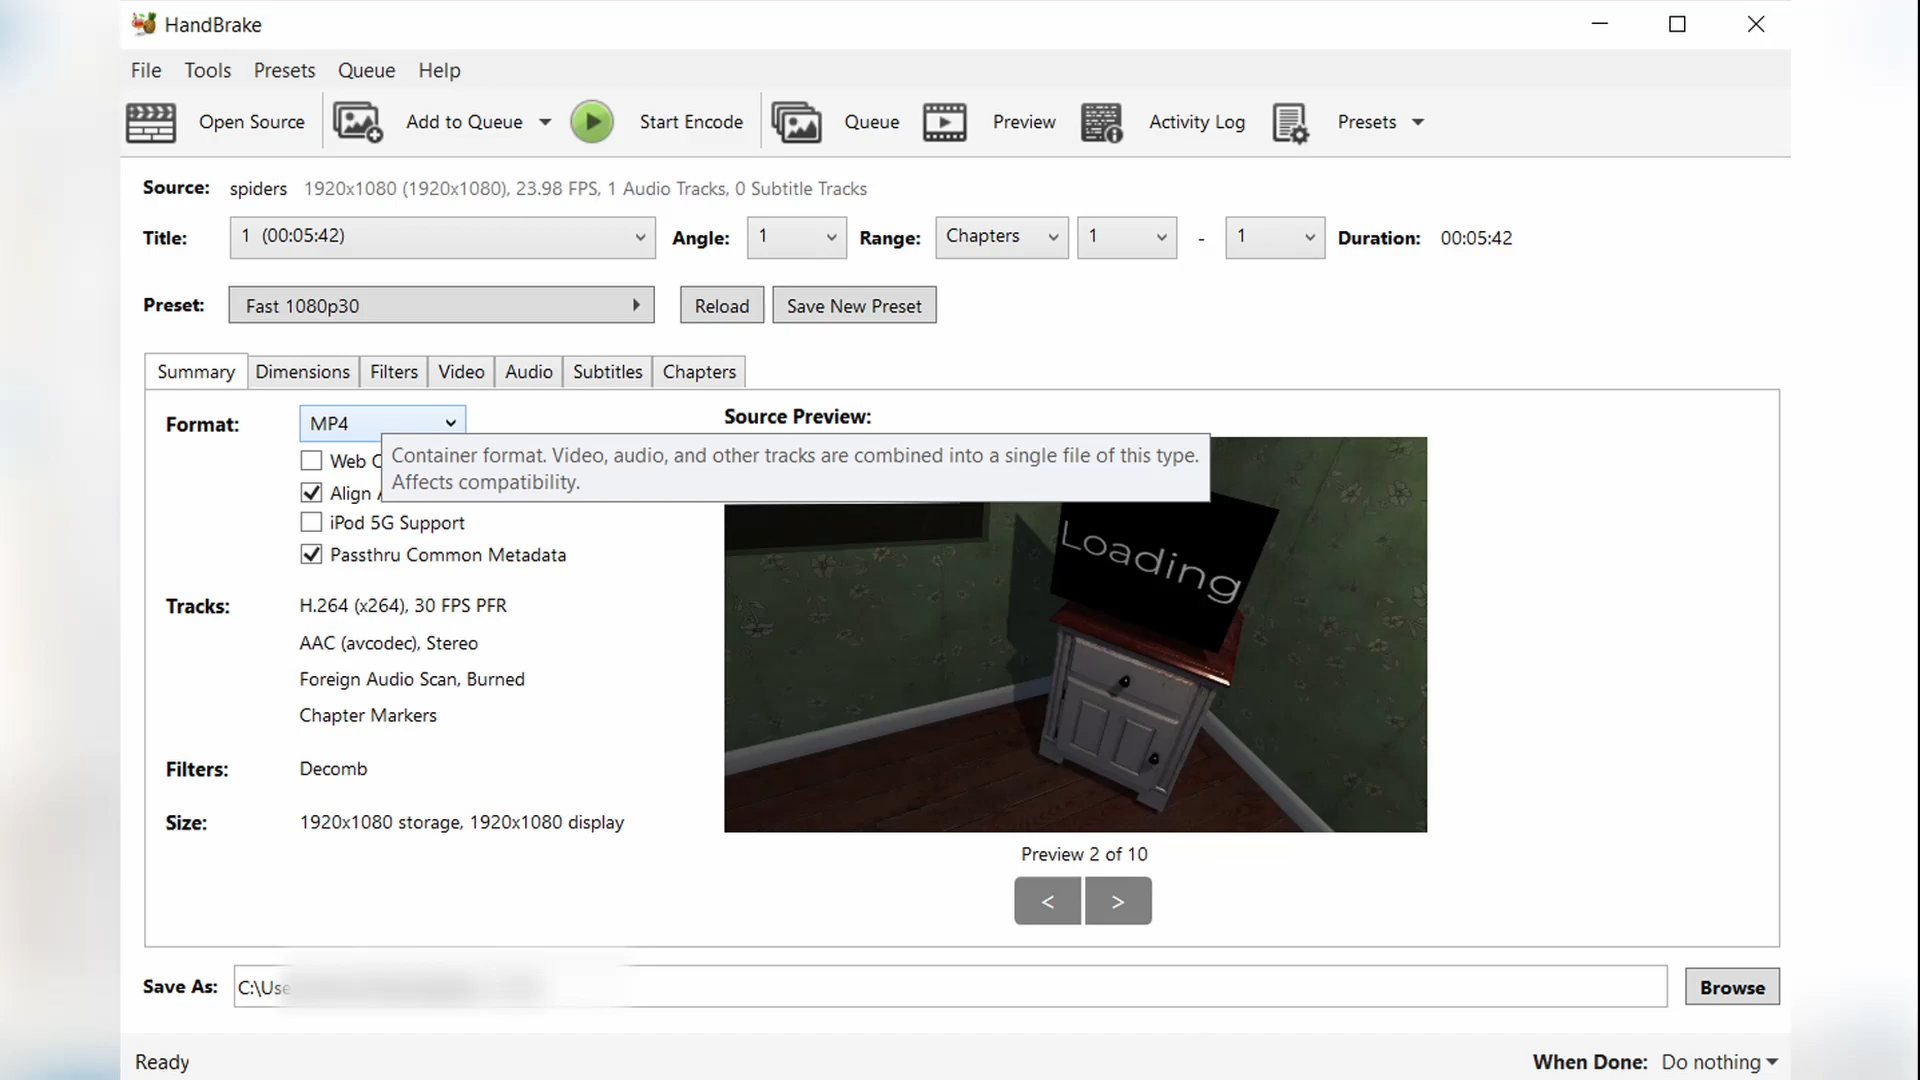 HandBrake
File Tools Presets Queue Help
Open Source Add to Queue Start Encode Queue Preview Activity Log Presets
Source: spiders 1920x1080 (1920x1080), 23.98 FPS, 1 Audio Tracks, 0 Subtitle Tracks
Title: 1 (00:05:42) Angle: 1 Range: Chapters 1 - 1 Duration: 00:05:42
Preset: Fast 1080p30 Reload Save New Preset
Summary Dimensions Filters Video Audio Subtitles Chapters
Format: MP4 Source Preview:
Web
Container format. Video, audio, and other tracks are combined into a single file of this type.
Affects compatibility.
Align
iPod 5G Support
Passthru Common Metadata
Loading
Tracks: H.264 (x264), 30 FPS PFR
AAC (avcodec), Stereo
Foreign Audio Scan, Burned
Chapter Markers
Filters: Decomb
Size: 1920x1080 storage, 1920x1080 display
Preview 2 of 10
< >
Save As: C:\Use Browse
Ready When Done: Do nothing